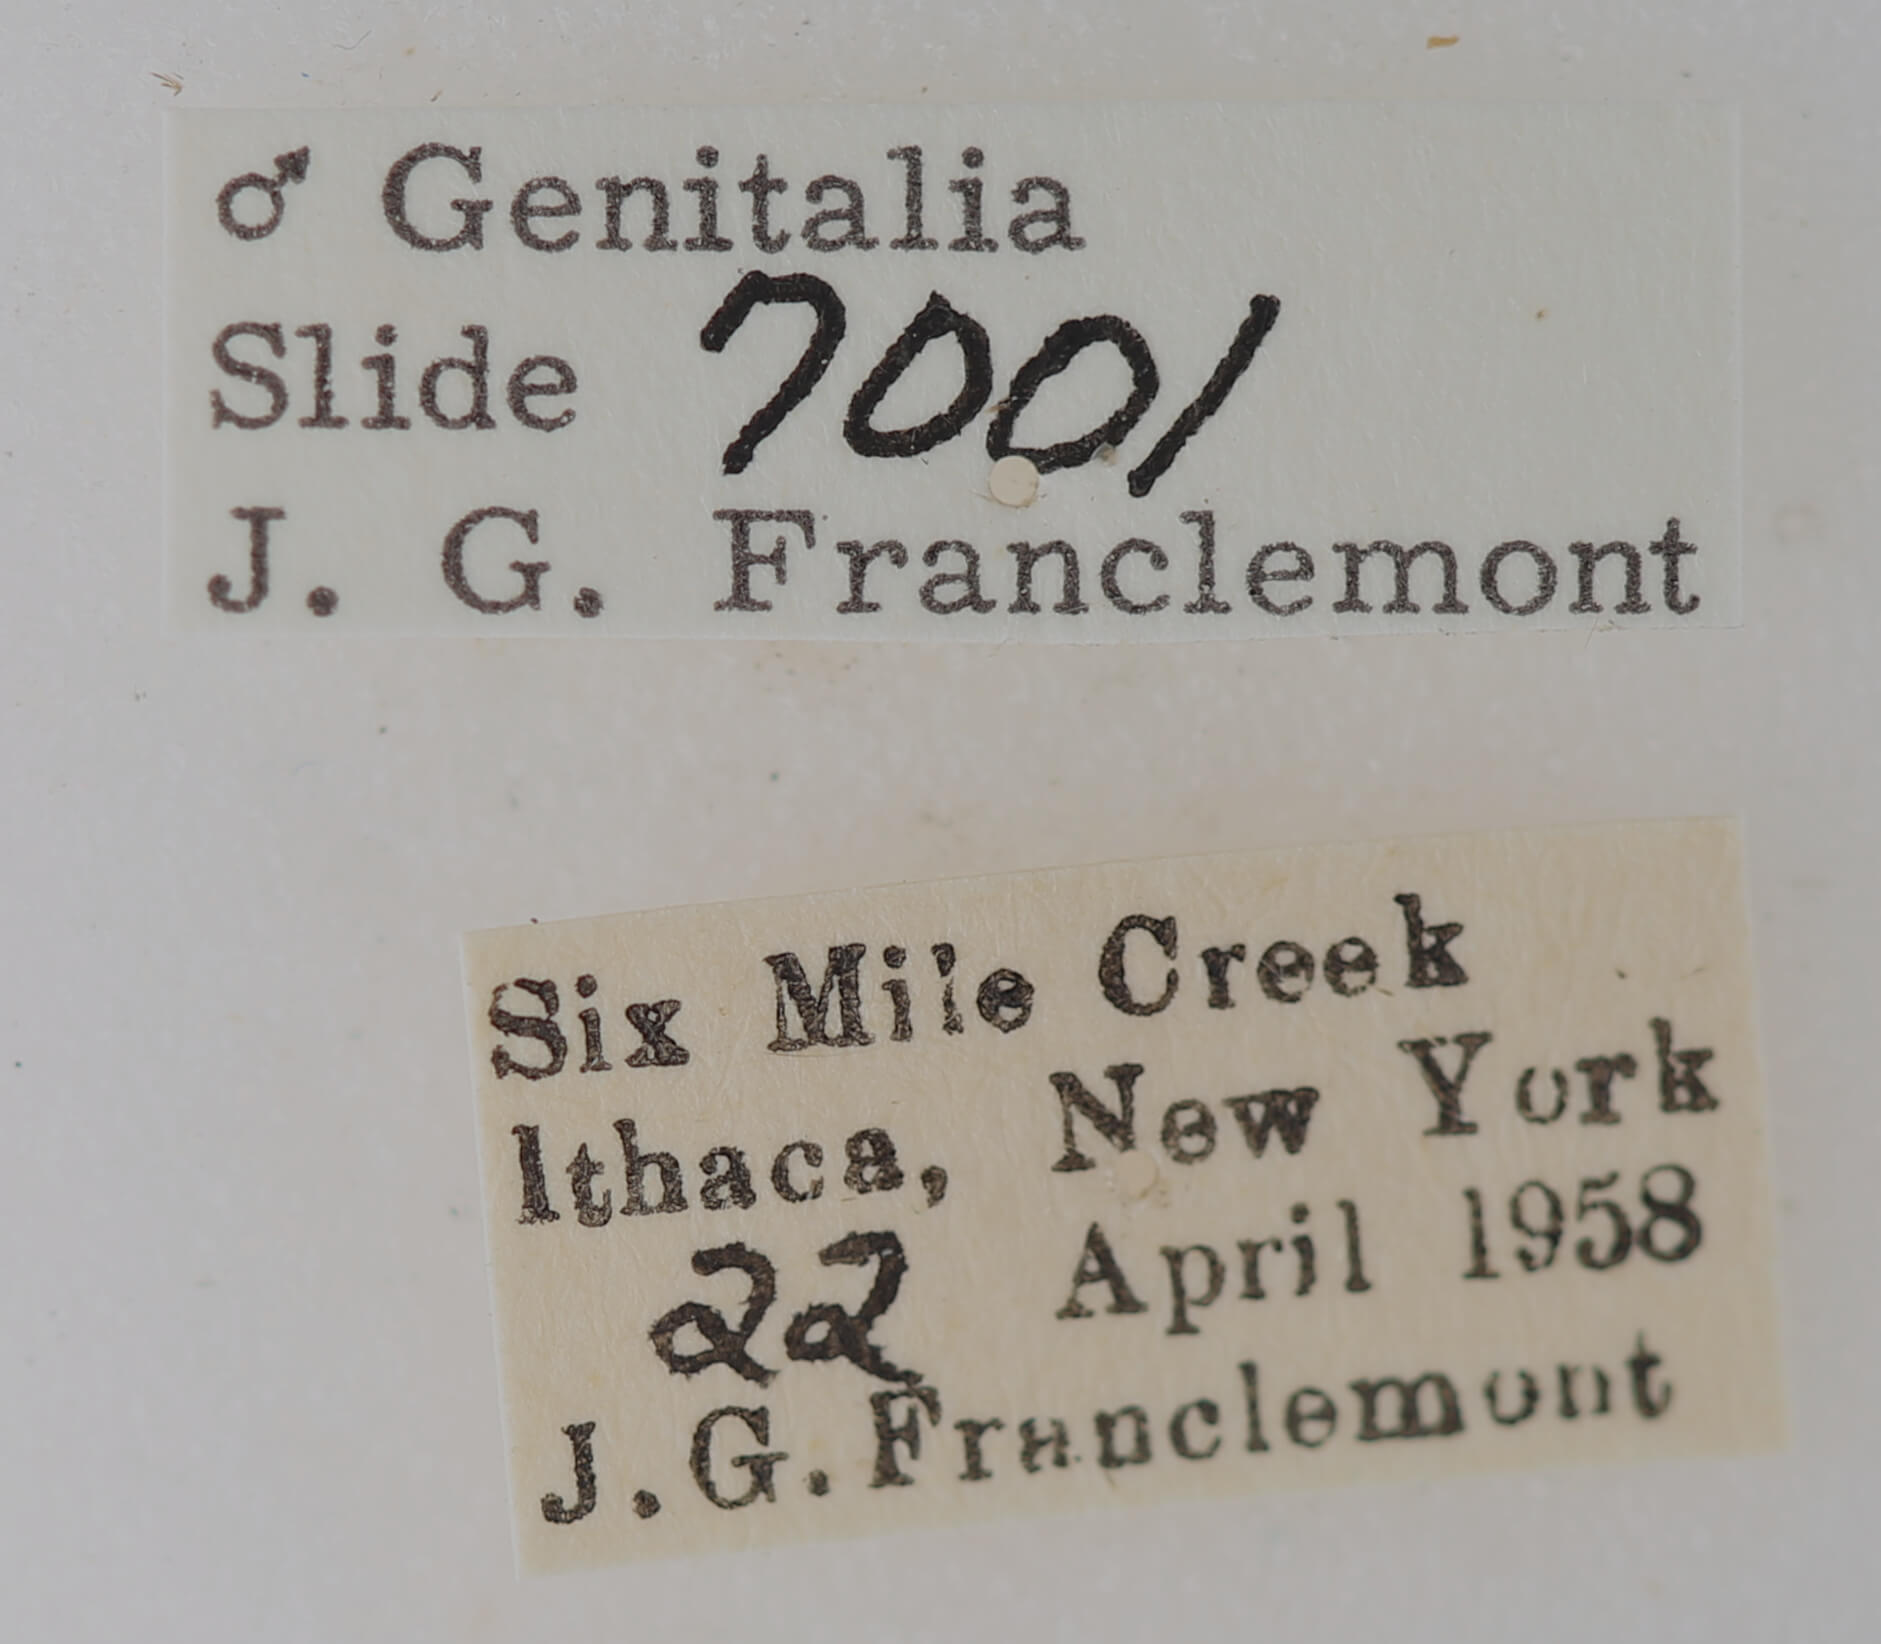 ♂ Genitalia
Slide 7001
J. G. Franclemont
Six Mile Creek
Ithaca, New York
22 April 1958
J.G.Franclemont